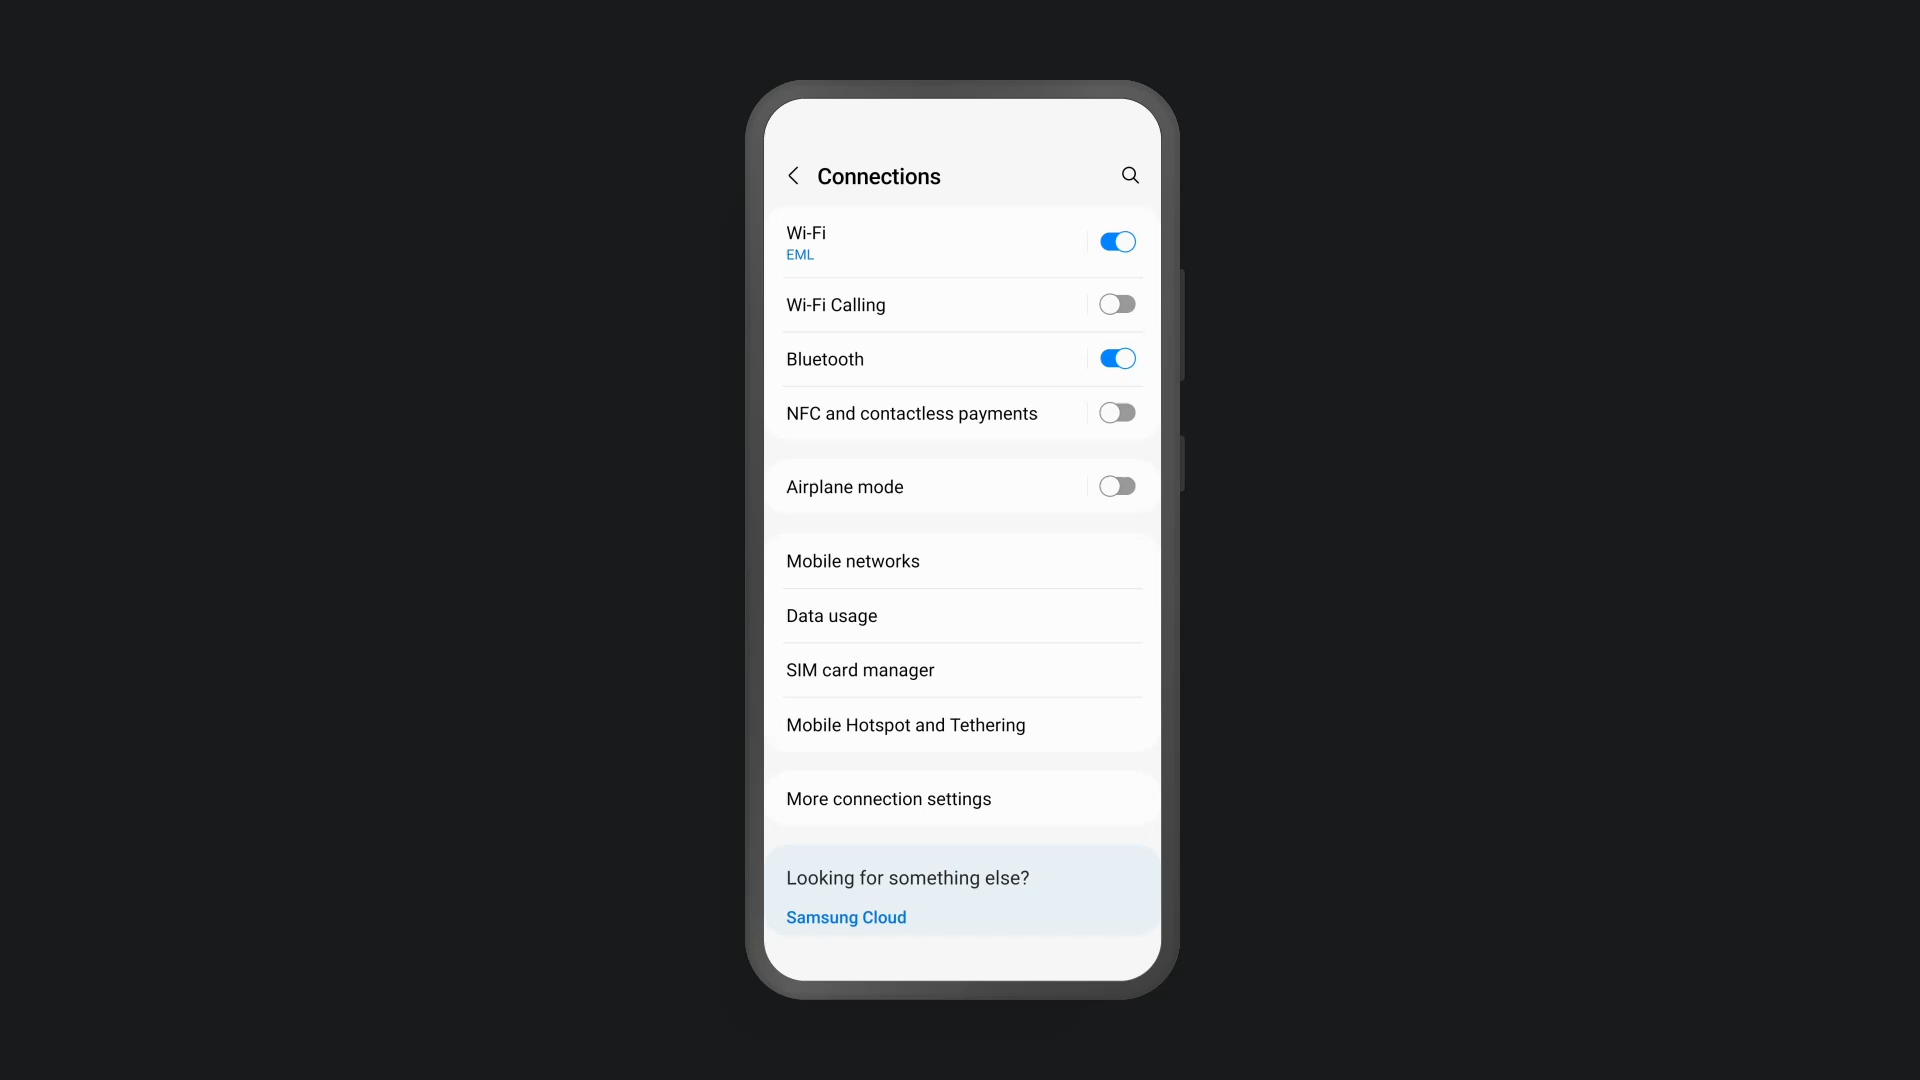 Connections
Wi-Fi
EML
Wi-Fi Calling
Bluetooth
NFC and contactless payments
Airplane mode
Mobile networks
Data usage
SIM card manager
Mobile Hotspot and Tethering
More connection settings
Looking for something else?
Samsung Cloud